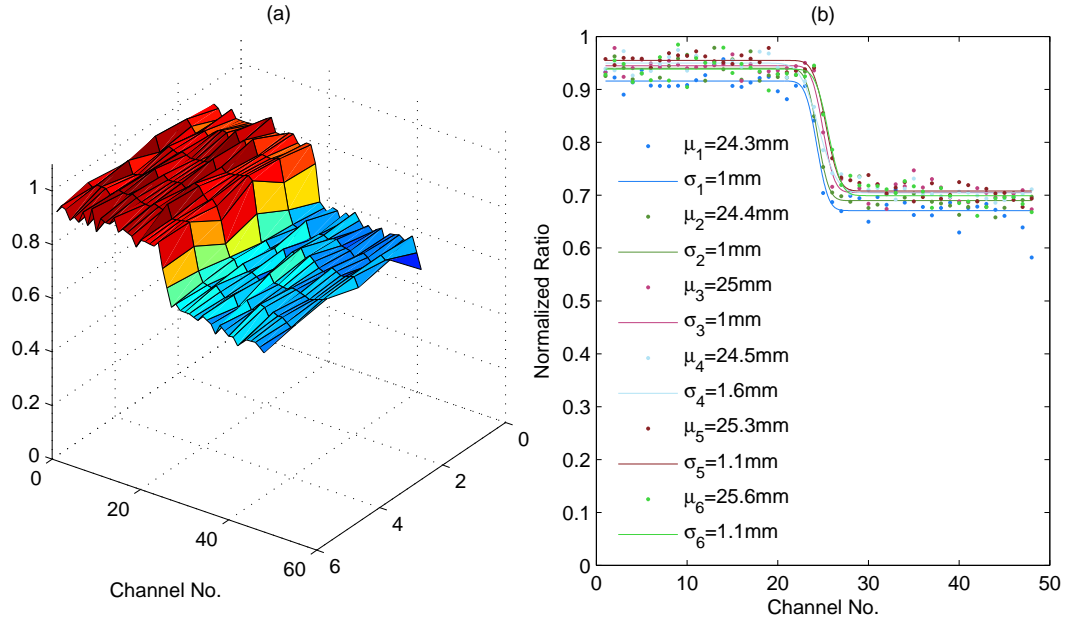 (a)
1
0.8
0.6
0.4
0.2
0
0
20
40
60
6
4
2
0
Channel No.
(b)
1
0.9
0.8
0.7
0.6
0.5
0.4
0.3
0.2
0.1
0
Normalized Ratio
μ1=24.3mm
σ1=1mm
μ2=24.4mm
σ2=1mm
μ3=25mm
σ3=1mm
μ4=24.5mm
σ4=1.6mm
μ5=25.3mm
σ5=1.1mm
μ6=25.6mm
σ6=1.1mm
0 10 20 30 40 50
Channel No.